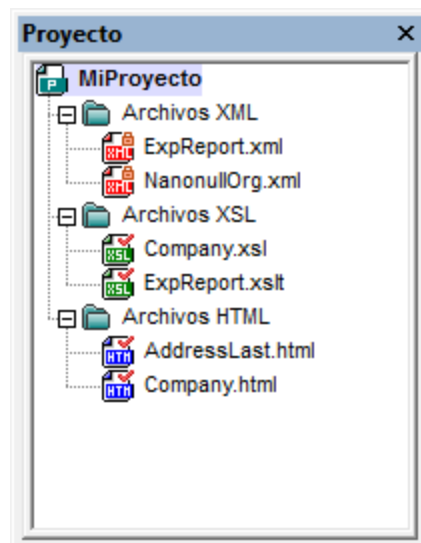 Proyecto
MiProyecto
Archivos XML
ExpReport.xml
NanonullOrg.xml
Archivos XSL
Company.xsl
ExpReport.xslt
Archivos HTML
AddressLast.html
Company.html